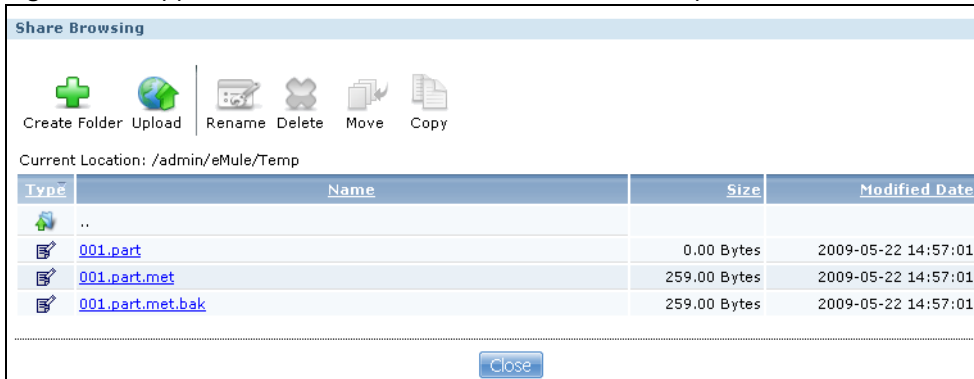 Share Browsing
Create Folder Upload Rename Delete Move Copy
Current Location: /admin/eMule/Temp
Type Name Size Modified Date
..
001.part 0.00 Bytes 2009-05-22 14:57:01
001.part.met 259.00 Bytes 2009-05-22 14:57:01
001.part.met.bak 259.00 Bytes 2009-05-22 14:57:01
Close